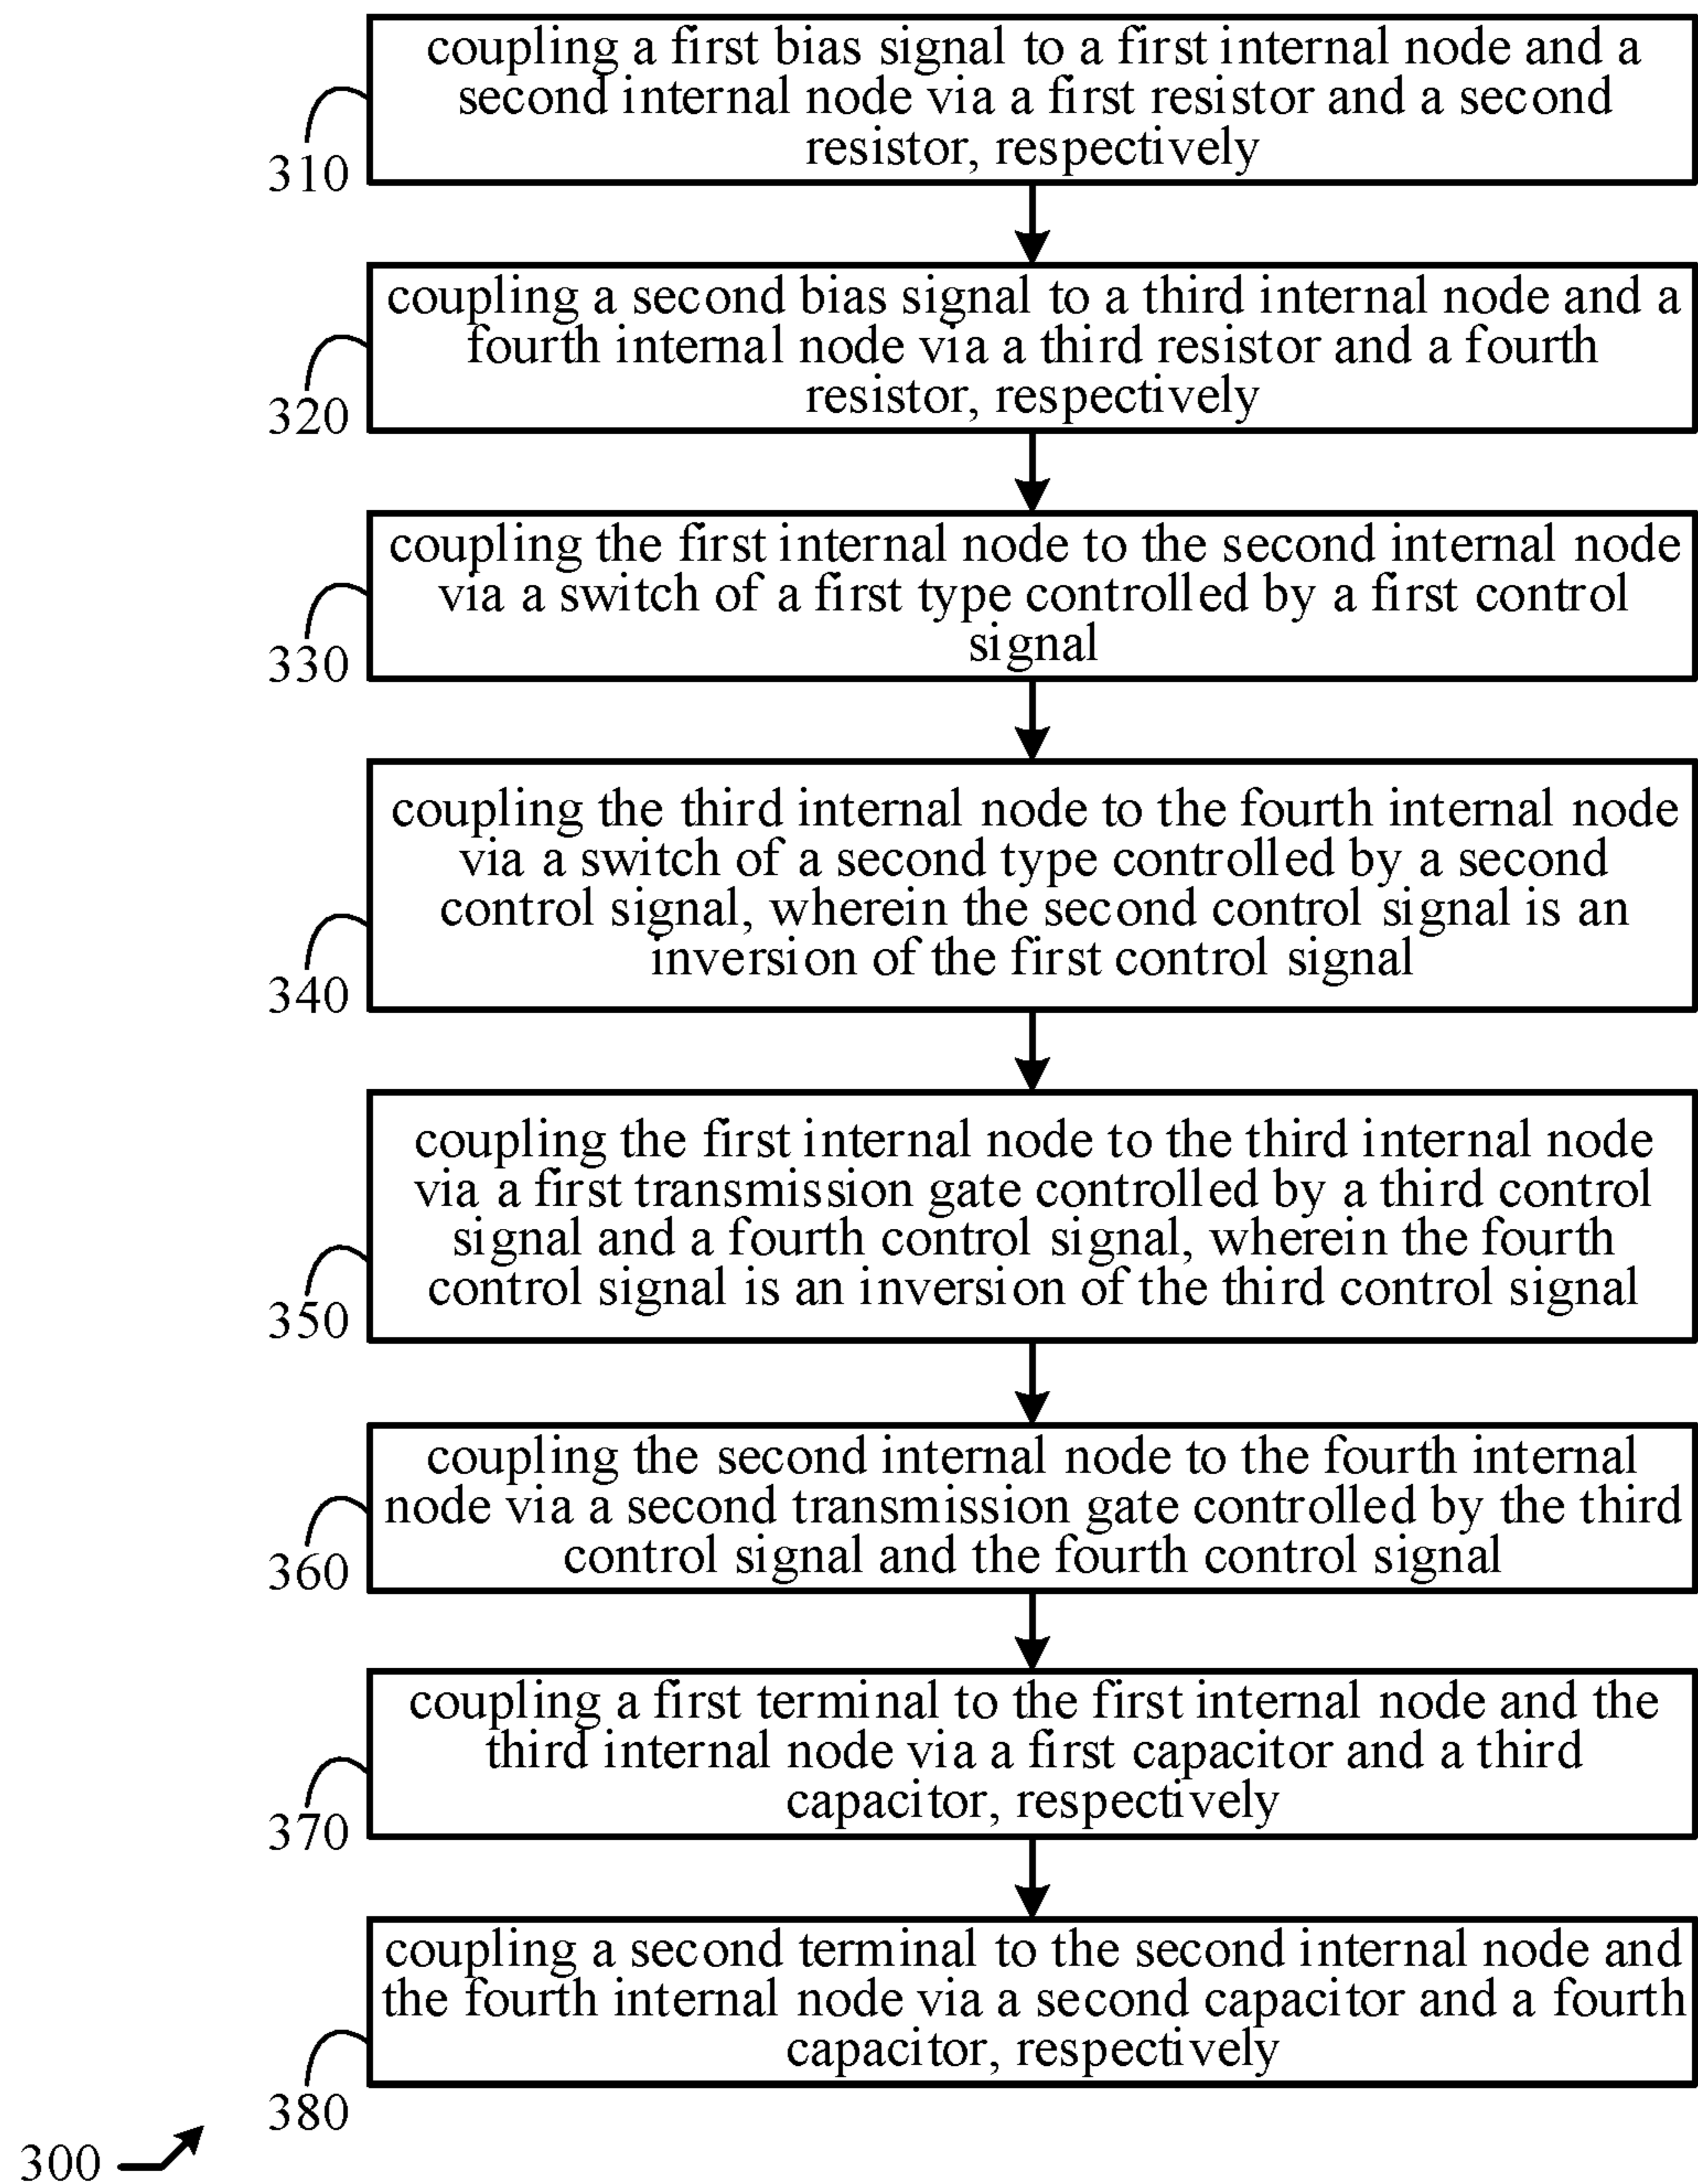 coupling a first bias signal to a first internal node and a
second internal node via a first resistor and a second
resistor, respectively
310
coupling a second bias signal to a third internal node and a
fourth internal node via a third resistor and a fourth
resistor, respectively
320
coupling the first internal node to the second internal node
via a switch of a first type controlled by a first control
signal
330
coupling the third internal node to the fourth internal node
via a switch of a second type controlled by a second
control signal, wherein the second control signal is an
inversion of the first control signal
340
coupling the first internal node to the third internal node
via a first transmission gate controlled by a third control
signal and a fourth control signal, wherein the fourth
control signal is an inversion of the third control signal
350
coupling the second internal node to the fourth internal
node via a second transmission gate controlled by the third
control signal and the fourth control signal
360
coupling a first terminal to the first internal node and the
third internal node via a first capacitor and a third
capacitor, respectively
370
coupling a second terminal to the second internal node and
the fourth internal node via a second capacitor and a fourth
capacitor, respectively
380
300